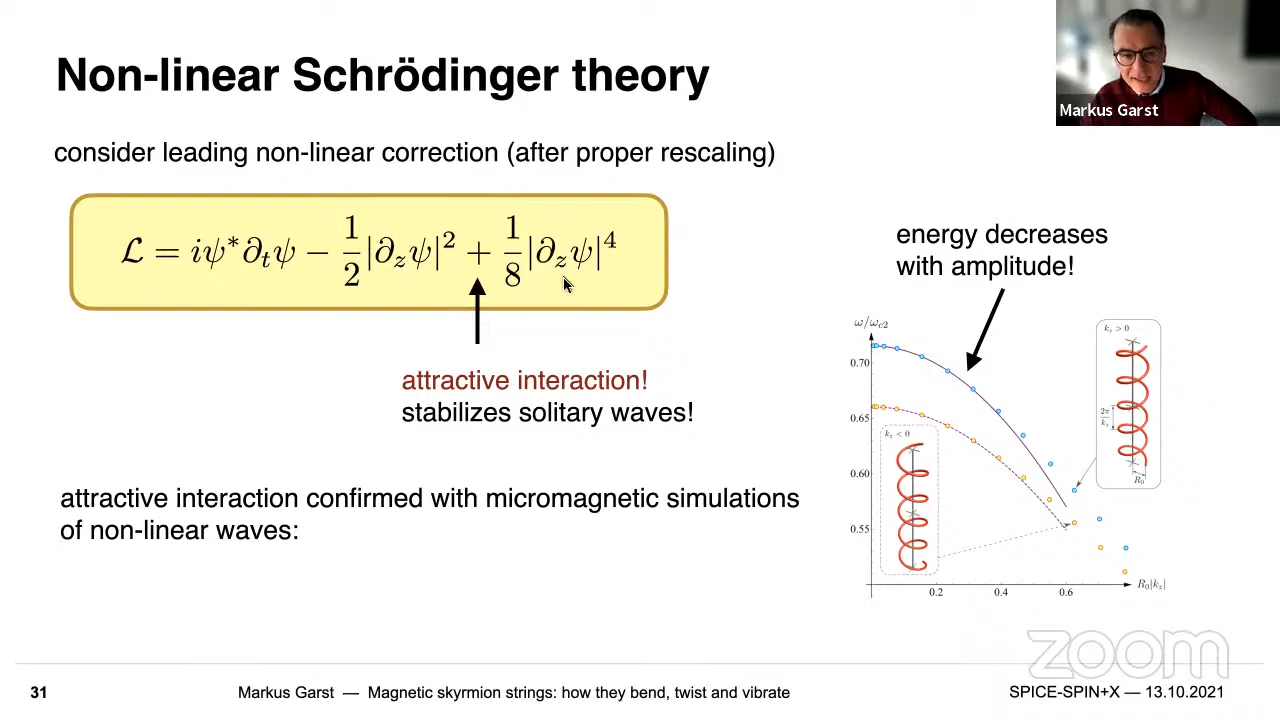 Non-linear Schrödinger theory
Markus Garst
consider leading non-linear correction (after proper rescaling)
ℒ = iψ*∂_tψ − 1/2|∂_zψ|² + 1/8|∂_zψ|⁴
energy decreases
with amplitude!
attractive interaction!
stabilizes solitary waves!
attractive interaction confirmed with micromagnetic simulations
of non-linear waves:
ω/ω_c2
0.70
0.65
0.60
0.55
0.2 0.4 0.6
R₀|k_z|
k_z > 0
2π/k_z
R₀
k_z < 0
zoom
31
Markus Garst — Magnetic skyrmion strings: how they bend, twist and vibrate
SPICE-SPIN+X — 13.10.2021